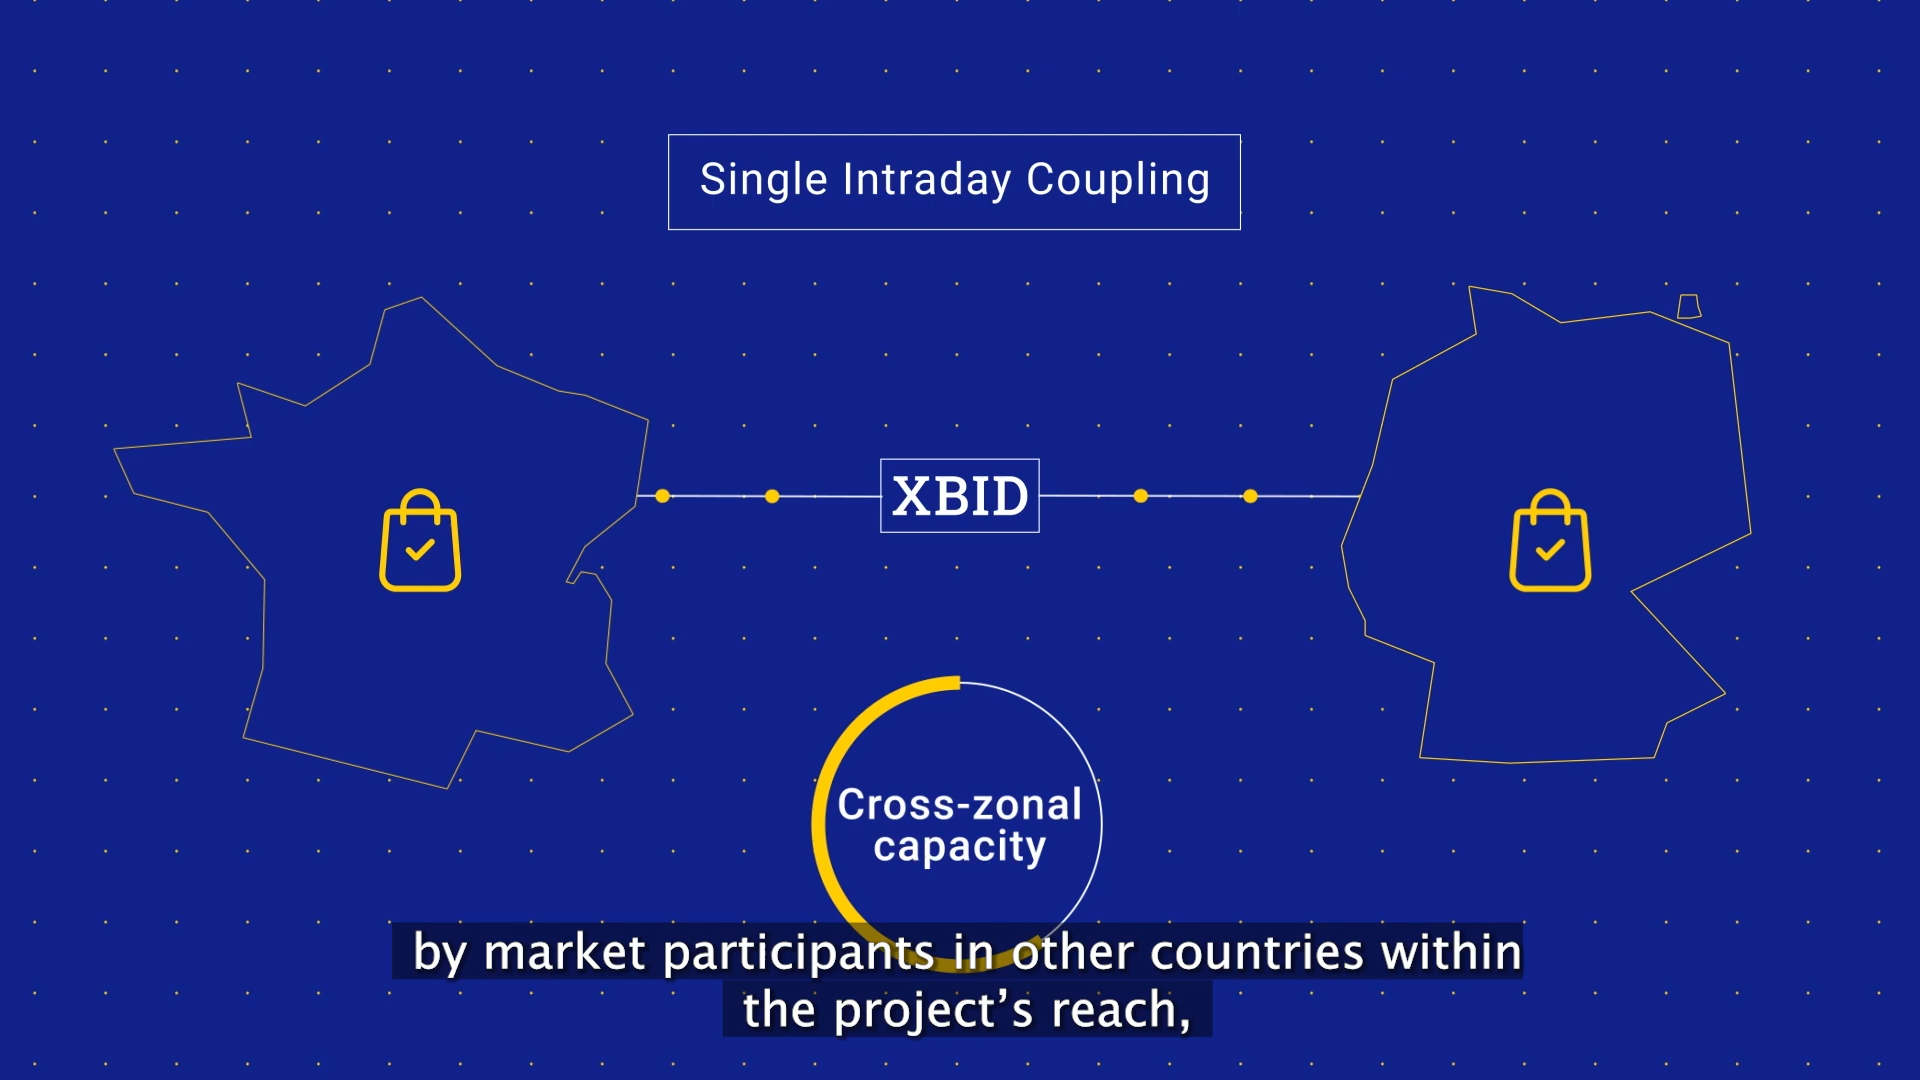 Single Intraday Coupling
XBID
Cross-zonal
capacity
by market participants in other countries within
the project’s reach,